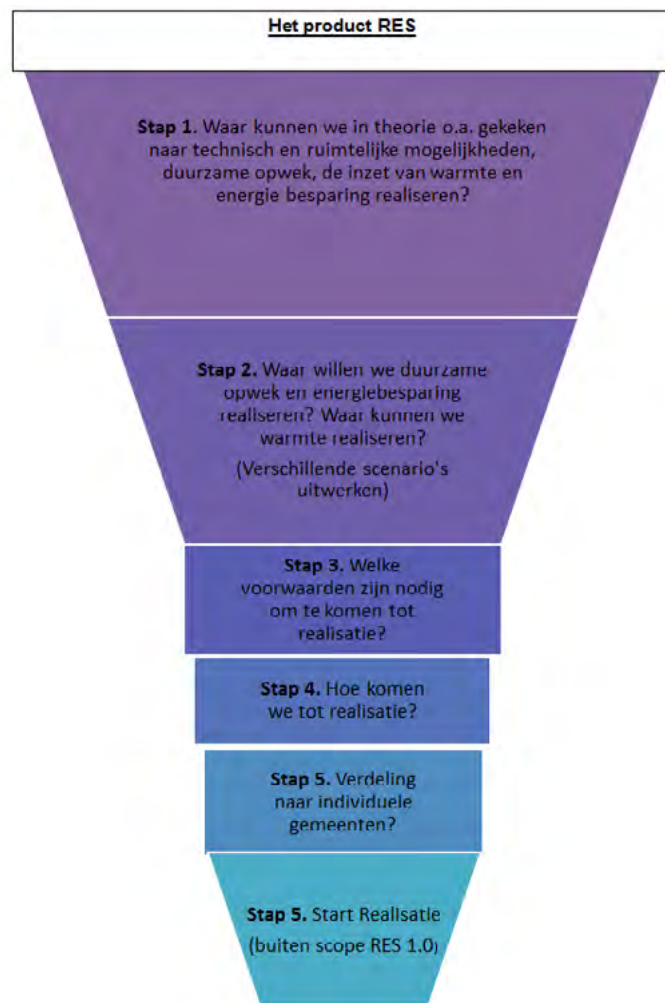 Het product RES
Stap 1. Waar kunnen we in theorie o.a. gekeken
naar technisch en ruimtelijke mogelijkheden,
duurzame opwek, de inzet van warmte en
energie besparing realiseren?
Stap 2. Waar willen we duurzame
opwek en energiebesparing
realiseren? Waar kunnen we
warmte realiseren?
(Verschillende scenario's
uitwerken)
Stap 3. Welke
voorwaarden zijn nodig
om te komen tot
realisatie?
Stap 4. Hoe komen
we tot realisatie?
Stap 5. Verdeling
naar individuele
gemeenten?
Stap 5. Start Realisatie
(buiten scope RES 1.0)